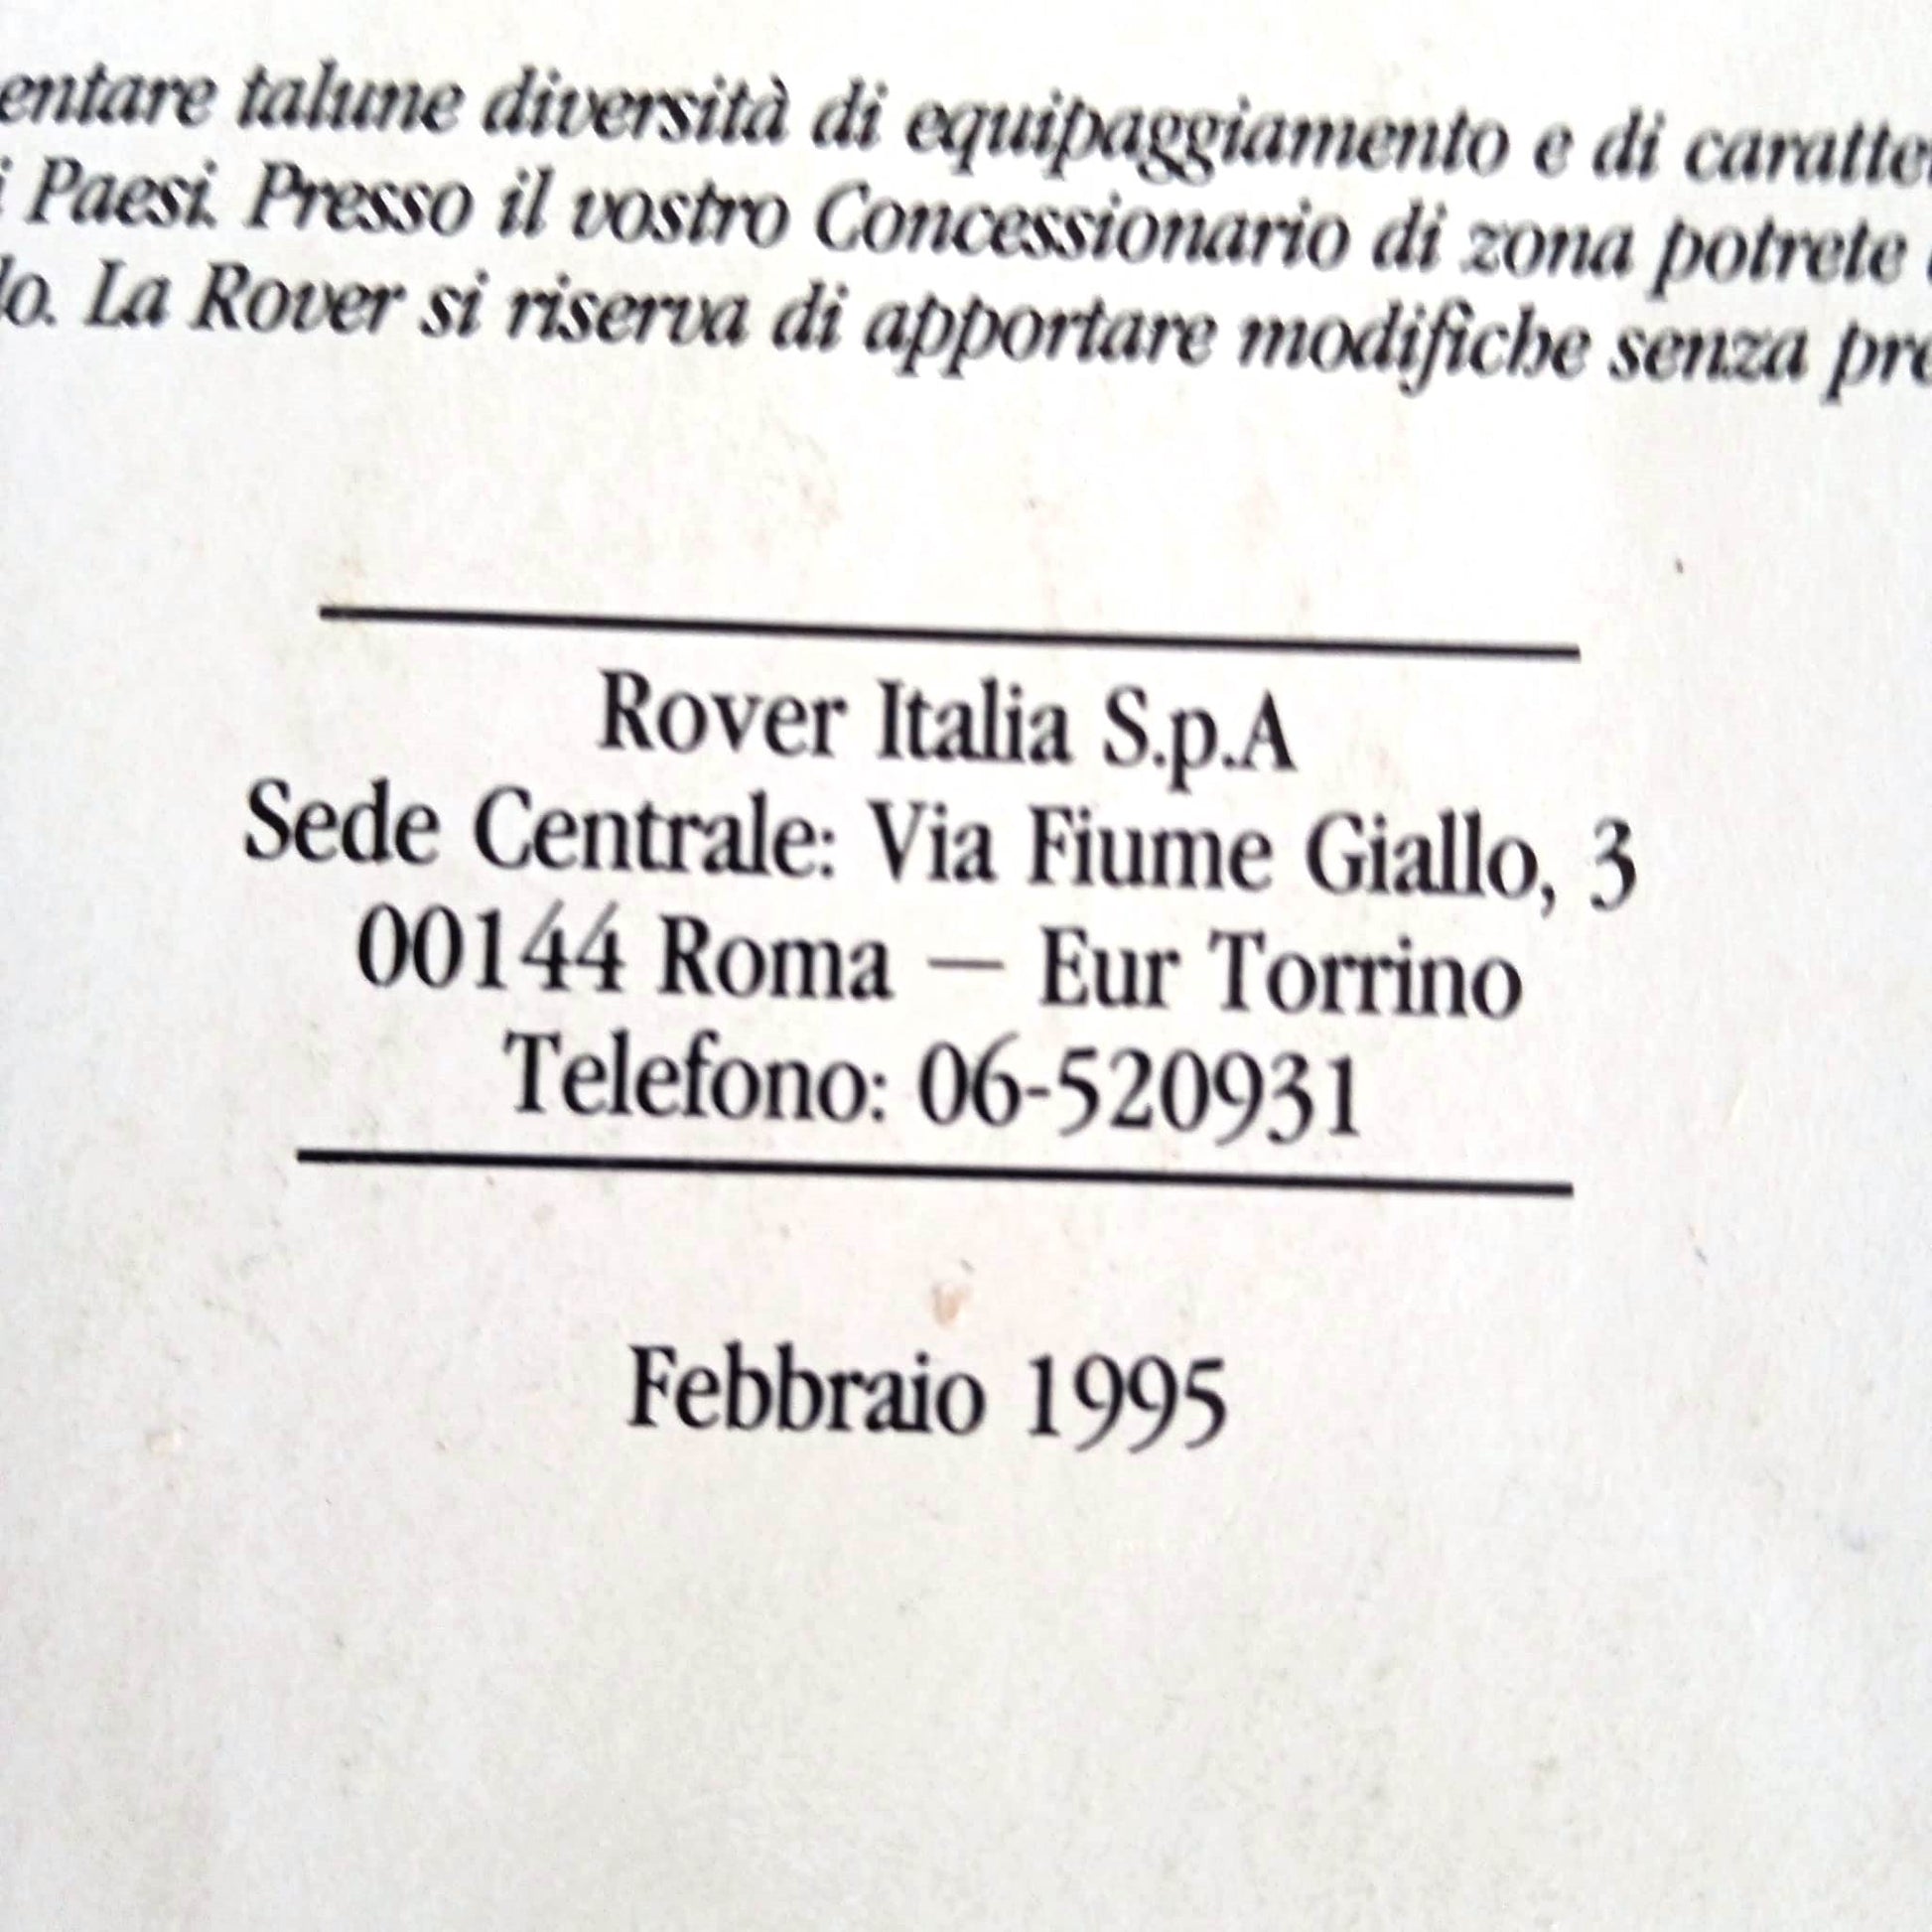 entare talune diversità di equipaggiamento e di caratte
i Paesi. Presso il vostro Concessionario di zona potrete
lo. La Rover si riserva di apportare modifiche senza pre
Rover Italia S.p.A
Sede Centrale: Via Fiume Giallo, 3
00144 Roma — Eur Torrino
Telefono: 06-520931
Febbraio 1995